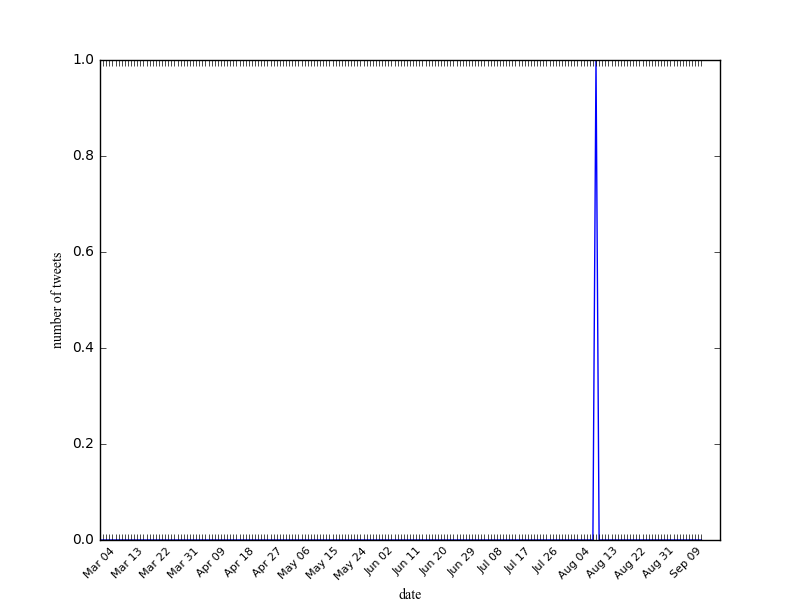 1.0
0.8
0.6
0.4
0.2
0.0
number of tweets
Mar 04 Mar 13 Mar 22 Mar 31 Apr 09 Apr 18 Apr 27 May 06 May 15 May 24 Jun 02 Jun 11 Jun 20 Jun 29 Jul 08 Jul 17 Jul 26 Aug 04 Aug 13 Aug 22 Aug 31 Sep 09
date